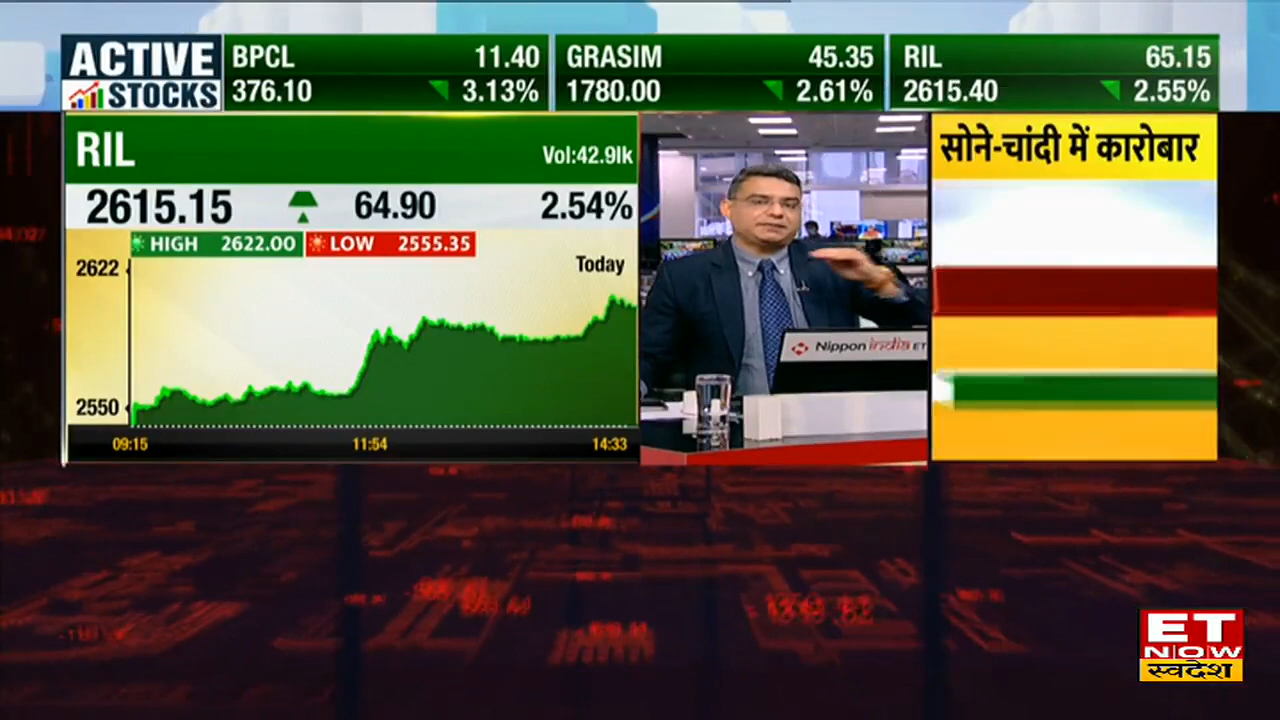 ACTIVE
STOCKS
BPCL 11.40
376.10 3.13%
GRASIM 45.35
1780.00 2.61%
RIL 65.15
2615.40 2.55%
RIL
Vol:42.9lk
2615.15 64.90 2.54%
HIGH 2622.00 LOW 2555.35
2622
Today
2550
09:15 11:54 14:33
Nippon india ET
सोने-चांदी में कारोबार
ET
NOW
स्वदेश